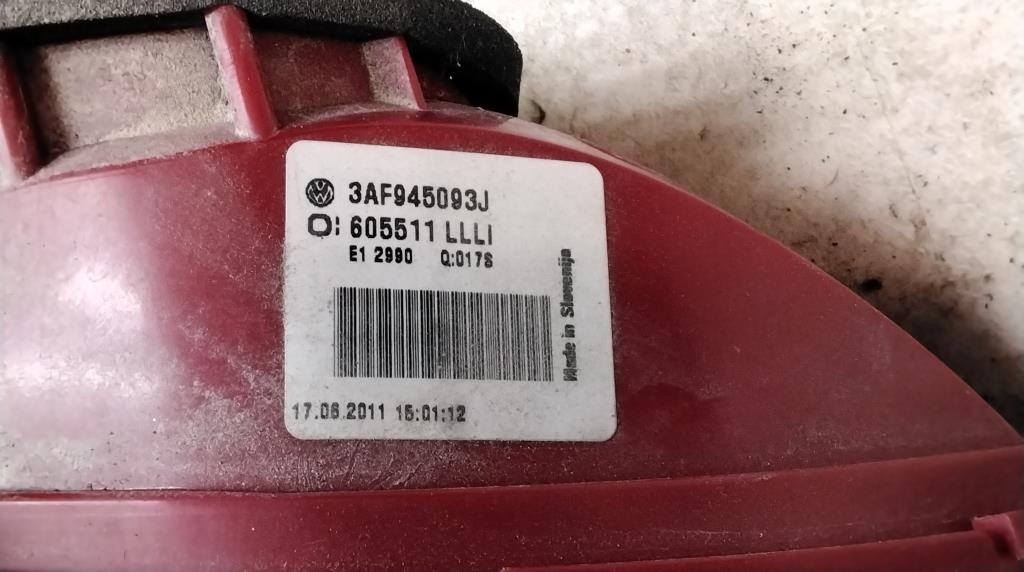 3AF945093J
O: 605511 LLLI
E1 2990 Q:017S
Made in Slovenija
17.06.2011 15:01:12